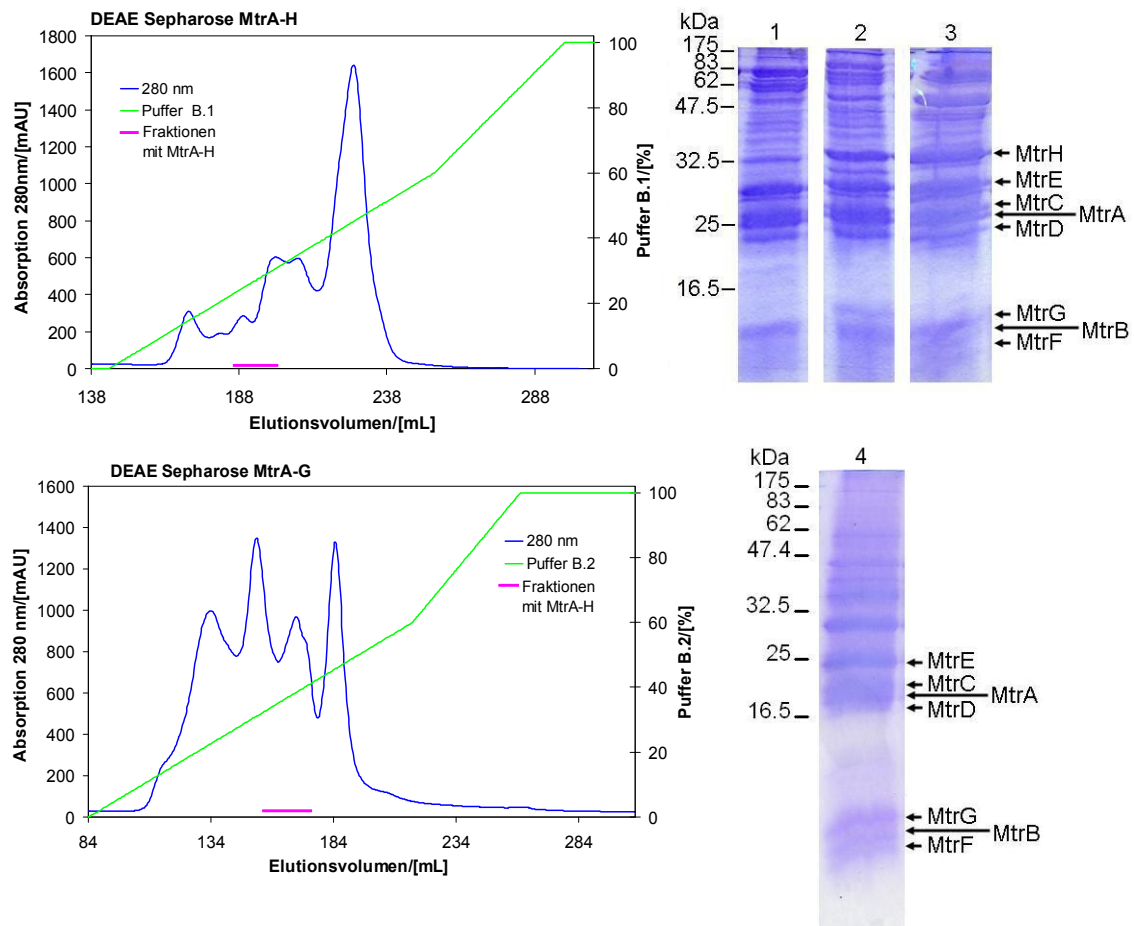 DEAE Sepharose MtrA-H
1800
1600
1400
1200
1000
800
600
400
200
0
Absorption 280nm/[mAU]
280 nm
Puffer B.1
Fraktionen
mit MtrA-H
100
80
60
40
20
0
Puffer B.1/[%]
138 188 238 288
Elutionsvolumen/[mL]
kDa
1 2 3
175
83
62
47.5
32.5
25
16.5
MtrH
MtrE
MtrC
MtrA
MtrD
MtrG
MtrB
MtrF
DEAE Sepharose MtrA-G
1600
1400
1200
1000
800
600
400
200
0
Absorption 280 nm/[mAU]
280 nm
Puffer B.2
Fraktionen
mit MtrA-H
100
80
60
40
20
0
Puffer B.2/[%]
84 134 184 234 284
Elutionsvolumen/[mL]
kDa
4
175
83
62
47.4
32.5
25
16.5
MtrE
MtrC
MtrA
MtrD
MtrG
MtrB
MtrF